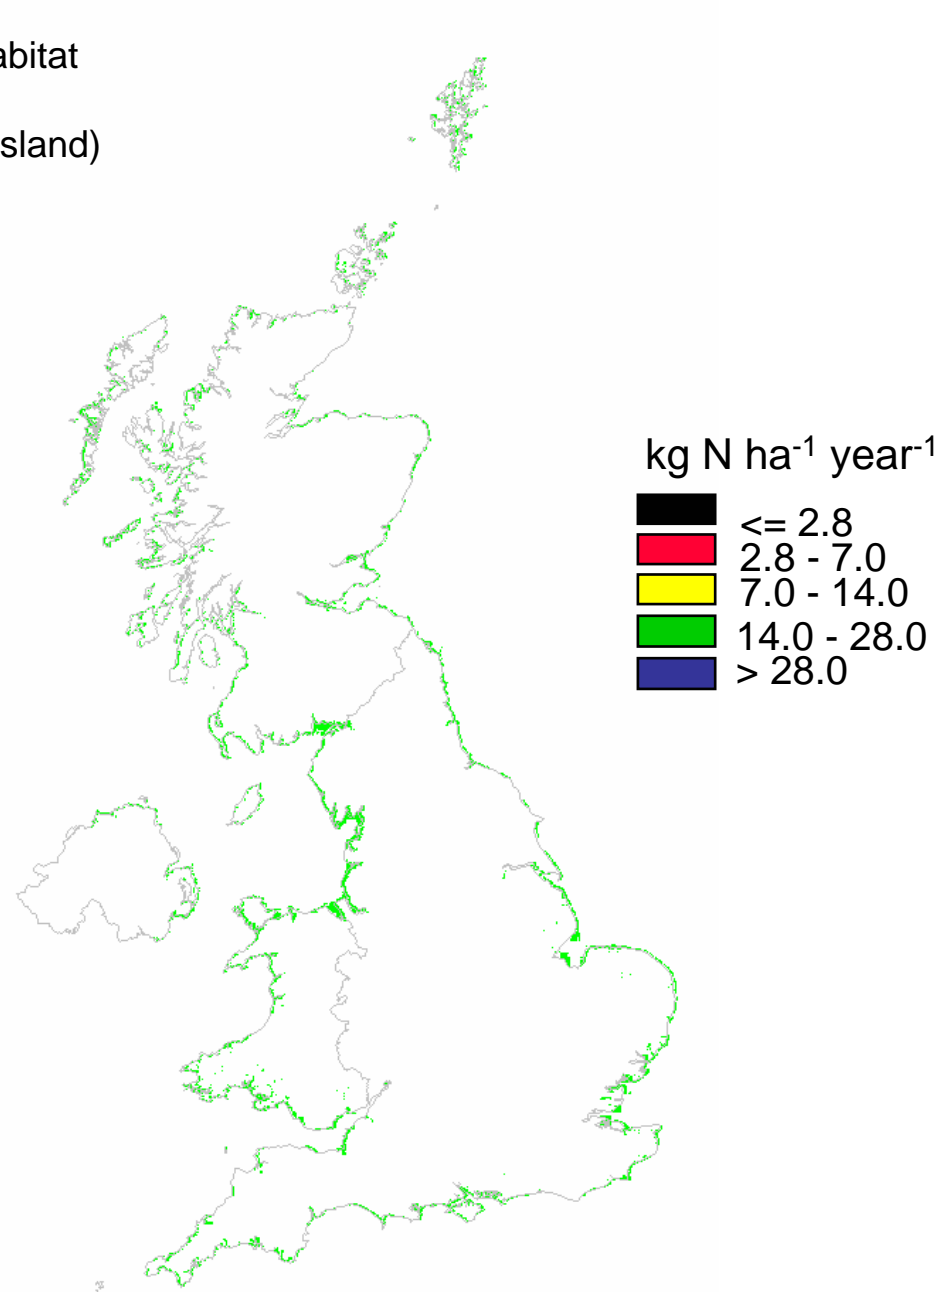 abitat
sland)
kg N ha-1 year-1
<= 2.8
2.8 - 7.0
7.0 - 14.0
14.0 - 28.0
> 28.0